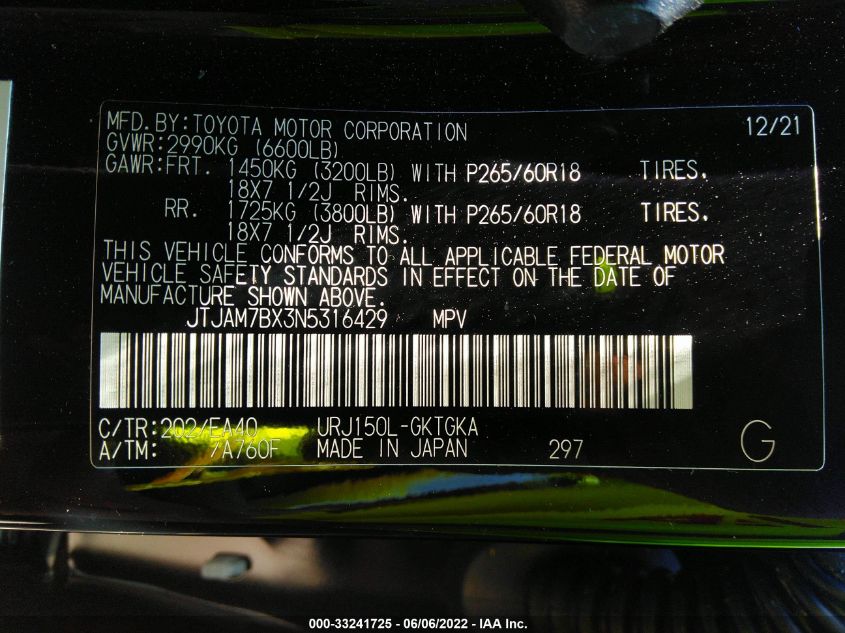 MFD.BY:TOYOTA MOTOR CORPORATION 12/21
GVWR:2990KG (6600LB)
GAWR:FRT. 1450KG (3200LB) WITH P265/60R18 TIRES,
18X7 1/2J RIMS.
RR. 1725KG (3800LB) WITH P265/60R18 TIRES,
18X7 1/2J RIMS.
THIS VEHICLE CONFORMS TO ALL APPLICABLE FEDERAL MOTOR
VEHICLE SAFETY STANDARDS IN EFFECT ON THE DATE OF
MANUFACTURE SHOWN ABOVE.
JTJAM7BX3N5316429 MPV
C/TR:202/EA40 URJ150L-GKTGKA
A/TM: /A760F MADE IN JAPAN 297 G
000-33241725 - 06/06/2022 - IAA Inc.